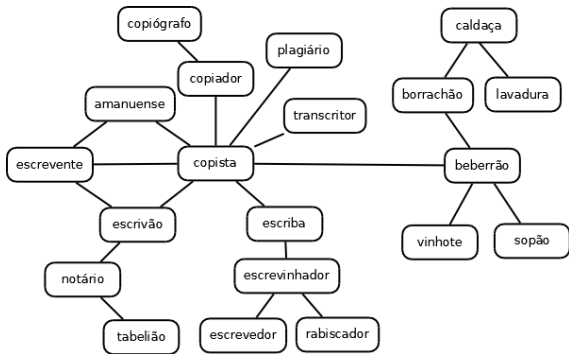 copiógrafo
caldaça
plagiário
copiador
borrachão
lavadura
amanuense
transcritor
escrevente
copista
beberrão
escrivão
escriba
vinhote
sopão
notário
escrevinhador
tabelião
escrevedor
rabiscador